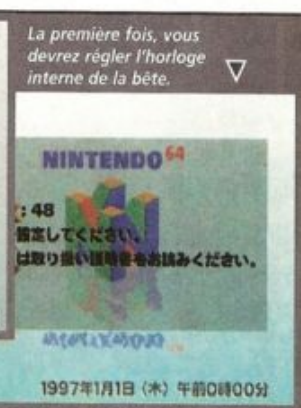 La première fois, vous
devrez régler l'horloge
interne de la bête.
NINTENDO 64
: 48
設定してください。
は取り扱い説明書をお読みください。
1997年1月1日（木）午前0時00分